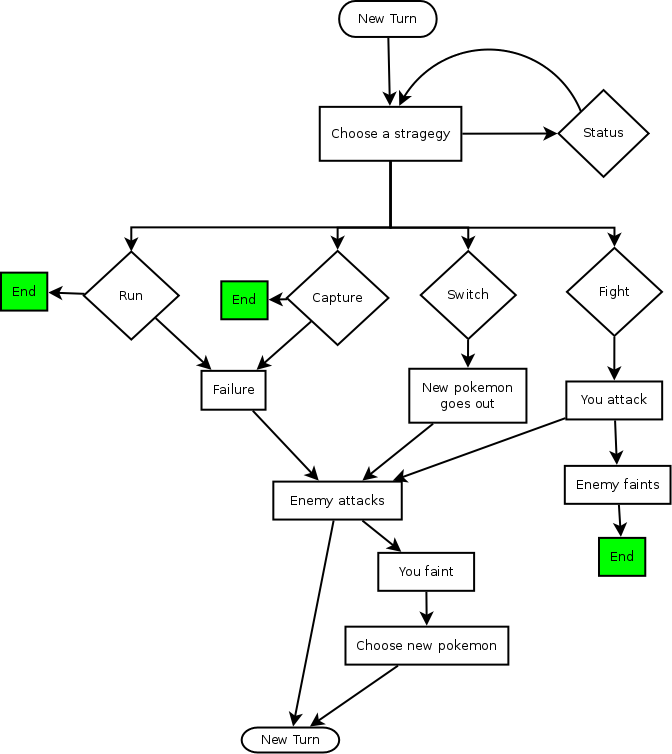 New Turn
Choose a stragegy
Status
End
Run
End
Capture
Switch
Fight
Failure
New pokemon
goes out
You attack
Enemy attacks
Enemy faints
You faint
End
Choose new pokemon
New Turn